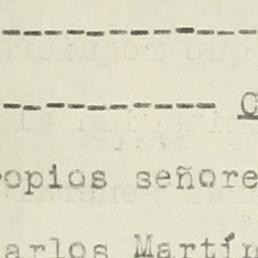 -----------
---------- C
opios señore
arlos Martín